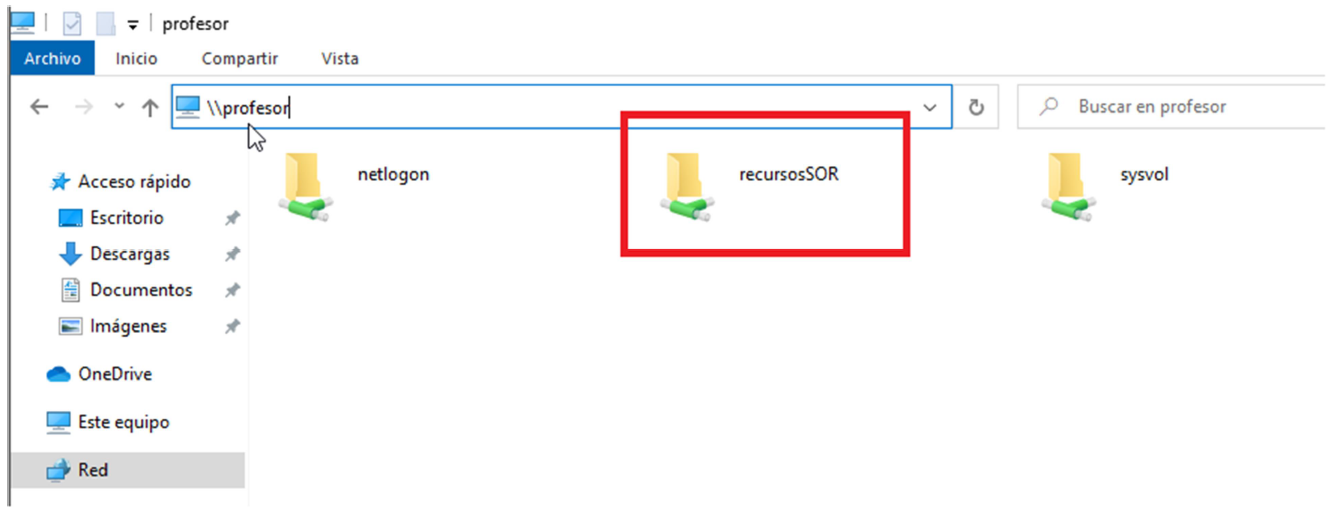 profesor
Archivo Inicio Compartir Vista
\\profesor Buscar en profesor
Acceso rápido
Escritorio
Descargas
Documentos
Imágenes
OneDrive
Este equipo
Red
netlogon recursosSOR sysvol